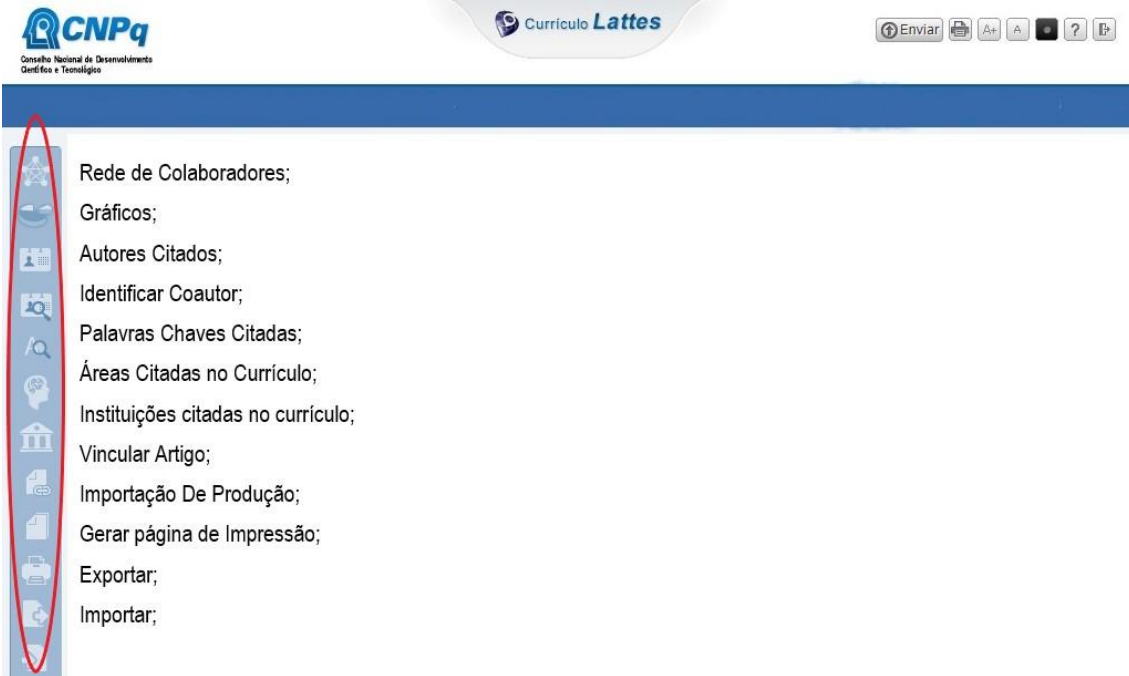 CNPq
Conselho Nacional de Desenvolvimento
Científico e Tecnológico
Currículo Lattes
Enviar A+ A ?
Rede de Colaboradores;
Gráficos;
Autores Citados;
Identificar Coautor;
Palavras Chaves Citadas;
Áreas Citadas no Currículo;
Instituições citadas no currículo;
Vincular Artigo;
Importação De Produção;
Gerar página de Impressão;
Exportar;
Importar;